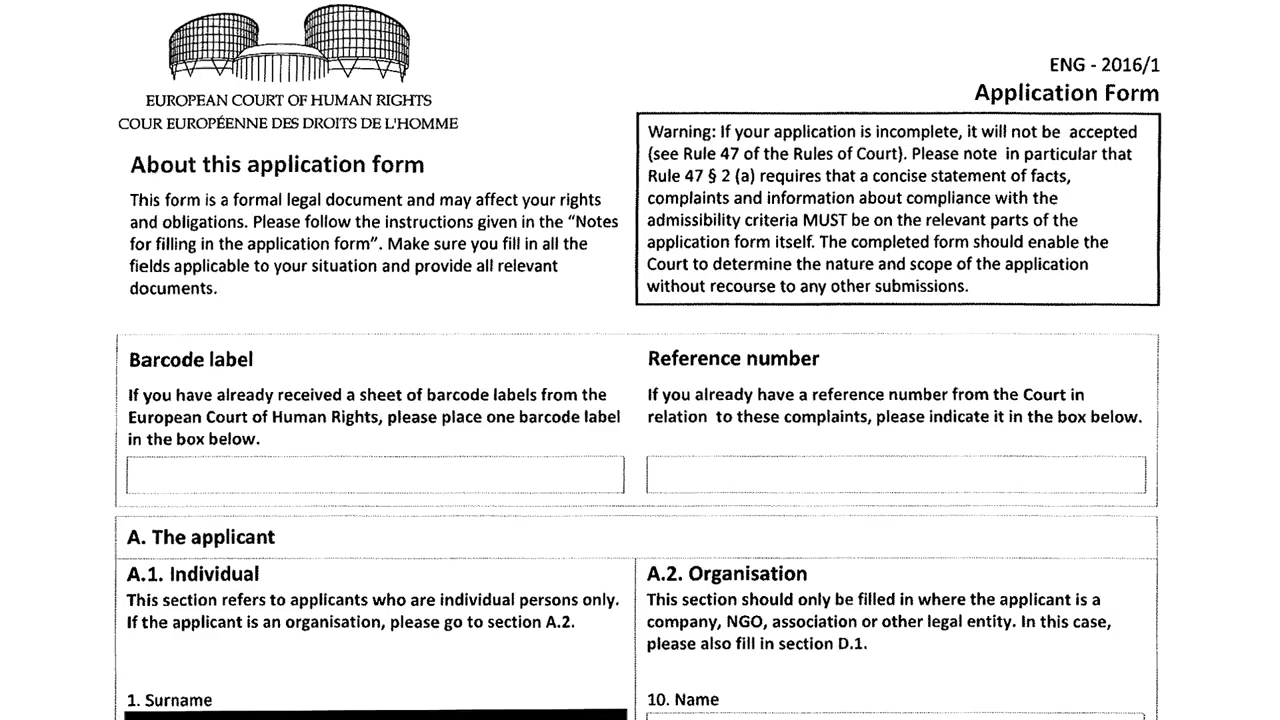 EUROPEAN COURT OF HUMAN RIGHTS
COUR EUROPÉENNE DES DROITS DE L'HOMME
ENG - 2016/1
Application Form
About this application form
This form is a formal legal document and may affect your rights
and obligations. Please follow the instructions given in the “Notes
for filling in the application form”. Make sure you fill in all the
fields applicable to your situation and provide all relevant
documents.
Warning: If your application is incomplete, it will not be accepted
(see Rule 47 of the Rules of Court). Please note in particular that
Rule 47 § 2 (a) requires that a concise statement of facts,
complaints and information about compliance with the
admissibility criteria MUST be on the relevant parts of the
application form itself. The completed form should enable the
Court to determine the nature and scope of the application
without recourse to any other submissions.
Barcode label
If you have already received a sheet of barcode labels from the
European Court of Human Rights, please place one barcode label
in the box below.
Reference number
If you already have a reference number from the Court in
relation to these complaints, please indicate it in the box below.
A. The applicant
A.1. Individual
This section refers to applicants who are individual persons only.
If the applicant is an organisation, please go to section A.2.
1. Surname
A.2. Organisation
This section should only be filled in where the applicant is a
company, NGO, association or other legal entity. In this case,
please also fill in section D.1.
10. Name